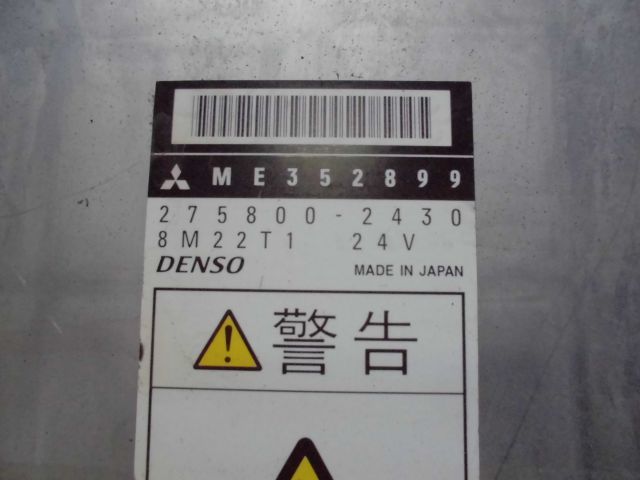 ME352899
275800-2430
8M22T1 24V
DENSO MADE IN JAPAN
警告